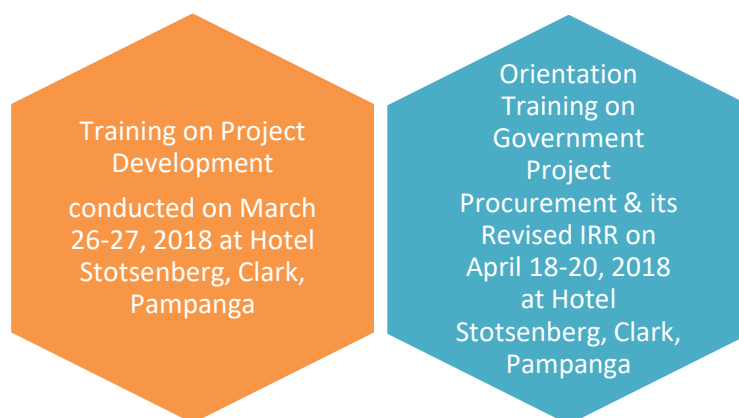 Training on Project
Development
conducted on March
26-27, 2018 at Hotel
Stotsenberg, Clark,
Pampanga
Orientation
Training on
Government
Project
Procurement & its
Revised IRR on
April 18-20, 2018
at Hotel
Stotsenberg, Clark,
Pampanga